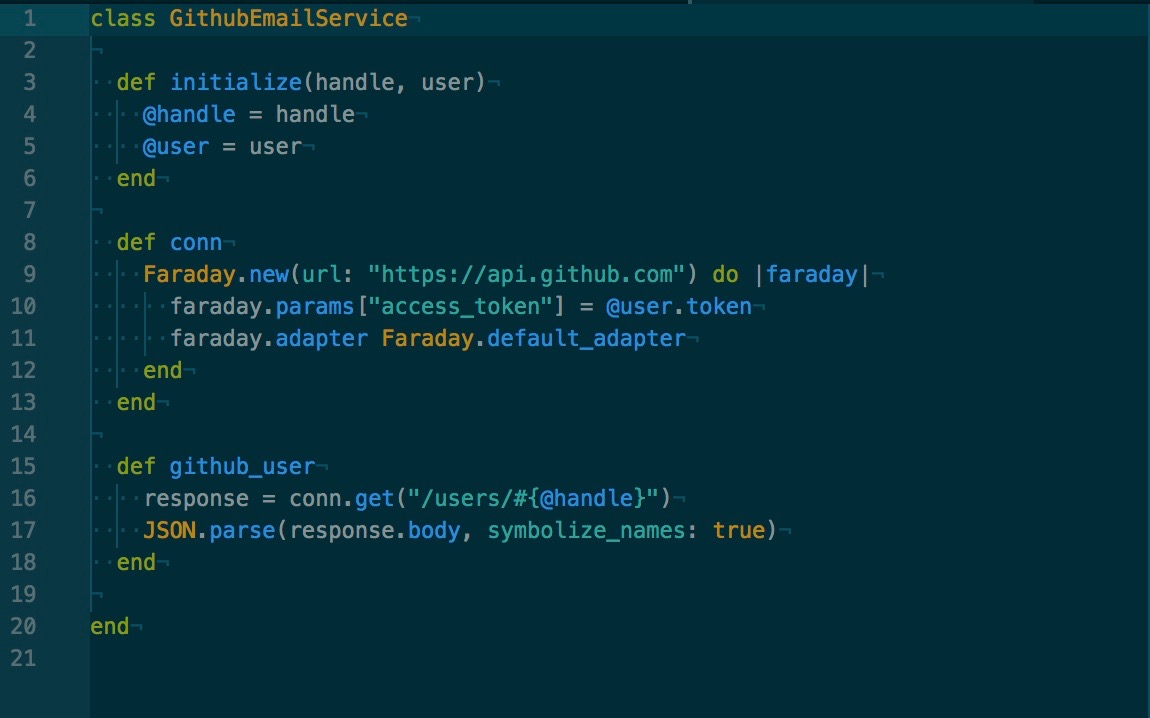 1 class GithubEmailService
2
3   def initialize(handle, user)
4     @handle = handle
5     @user = user
6   end
7
8   def conn
9     Faraday.new(url: "https://api.github.com") do |faraday|
10       faraday.params["access_token"] = @user.token
11       faraday.adapter Faraday.default_adapter
12     end
13   end
14
15   def github_user
16     response = conn.get("/users/#{@handle}")
17     JSON.parse(response.body, symbolize_names: true)
18   end
19
20 end
21